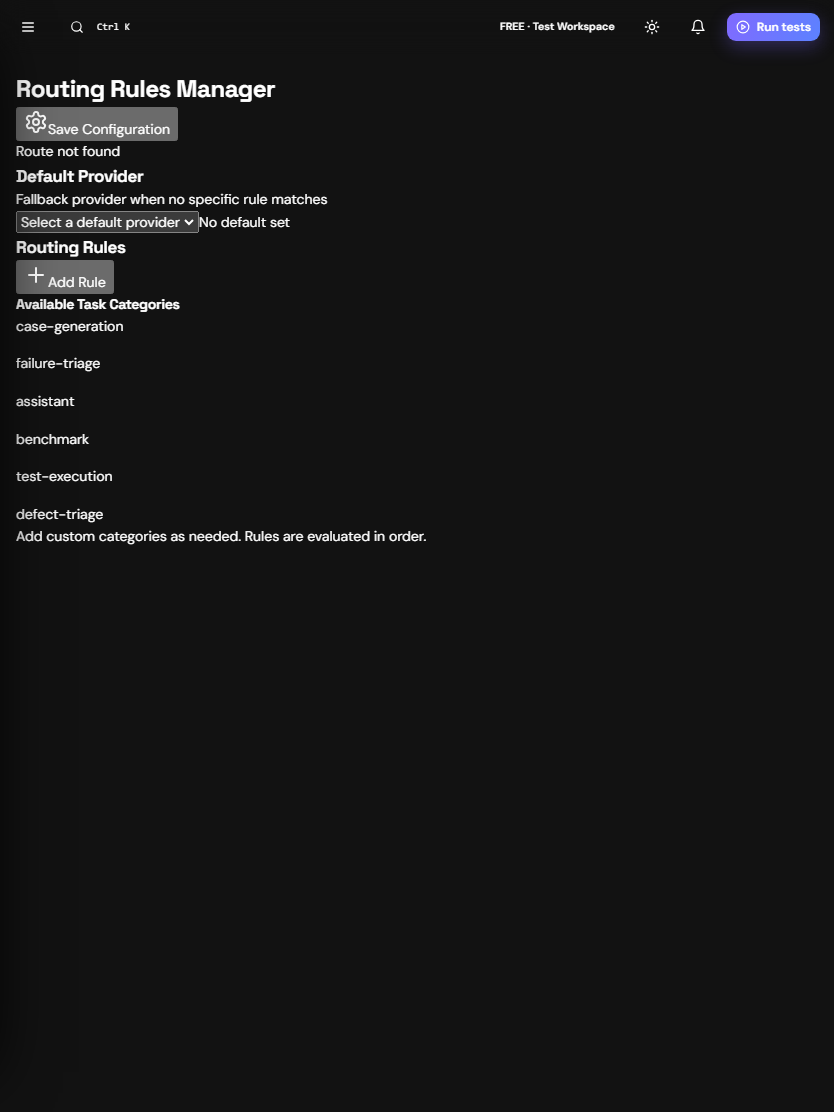 Ctrl K
FREE · Test Workspace
Run tests
Routing Rules Manager
Save Configuration
Route not found
Default Provider
Fallback provider when no specific rule matches
Select a default provider No default set
Routing Rules
Add Rule
Available Task Categories
case-generation
failure-triage
assistant
benchmark
test-execution
defect-triage
Add custom categories as needed. Rules are evaluated in order.